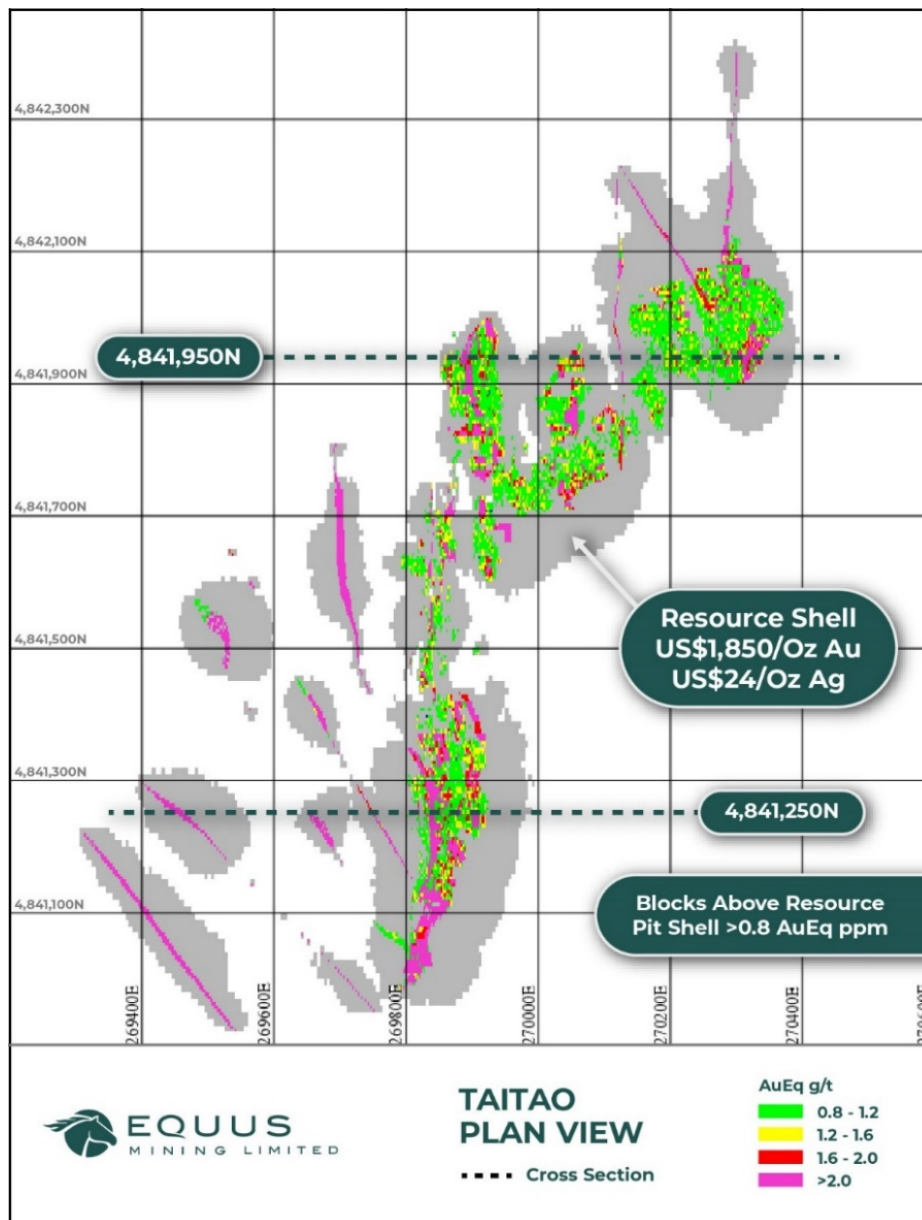 4,842,300N
4,842,100N
4,841,950N
4,841,900N
4,841,700N
Resource Shell
US$1,850/Oz Au
US$24/Oz Ag
4,841,500N
4,841,300N
4,841,250N
4,841,100N
Blocks Above Resource
Pit Shell >0.8 AuEq ppm
269400E
269600E
269800E
270000E
270200E
270400E
EQUUS
MINING LIMITED
TAITAO
PLAN VIEW
Cross Section
AuEq g/t
0.8 - 1.2
1.2 - 1.6
1.6 - 2.0
>2.0